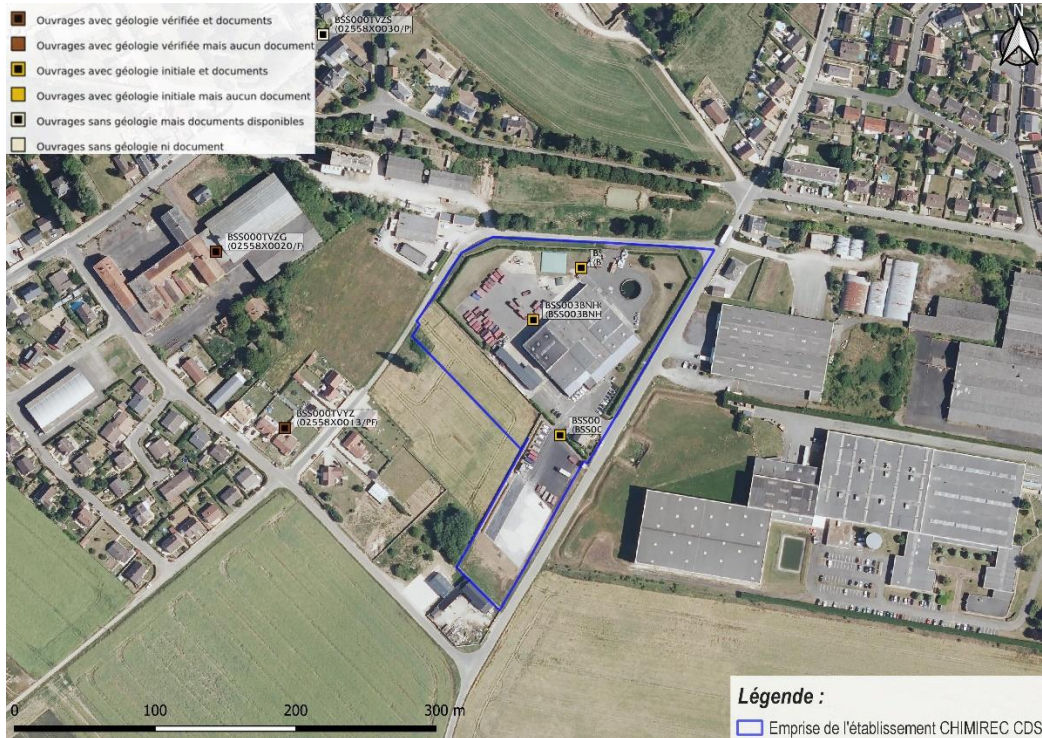 Ouvrages avec géologie vérifiée et documents
Ouvrages avec géologie vérifiée mais aucun document
Ouvrages avec géologie initiale et documents
Ouvrages avec géologie initiale mais aucun document
Ouvrages sans géologie mais documents disponibles
Ouvrages sans géologie ni document
BSS000TVZS
(02558X0030/P)
N
BSS000TVZG
(02558X0020/F)
BSS003BNH
(BSS003BNH
BSS000TVYZ
(02558X0013/PF)
BSS00
(BSS0
0 100 200 300 m
Légende :
Emprise de l'établissement CHIMIREC CDS